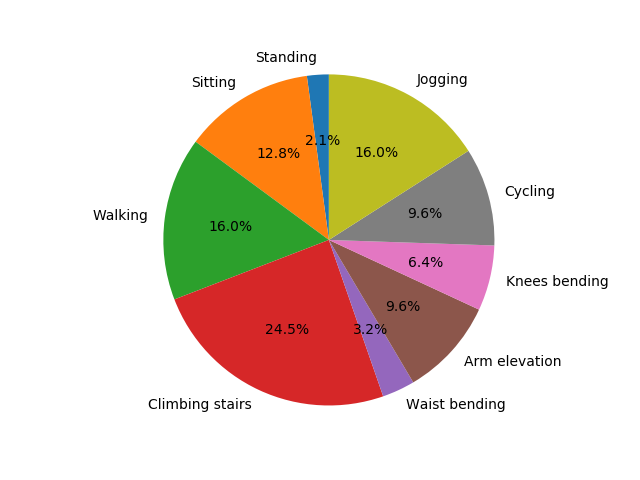 Standing
2.1%
Sitting
12.8%
Walking
16.0%
Climbing stairs
24.5%
Waist bending
3.2%
Arm elevation
9.6%
Knees bending
6.4%
Cycling
9.6%
Jogging
16.0%